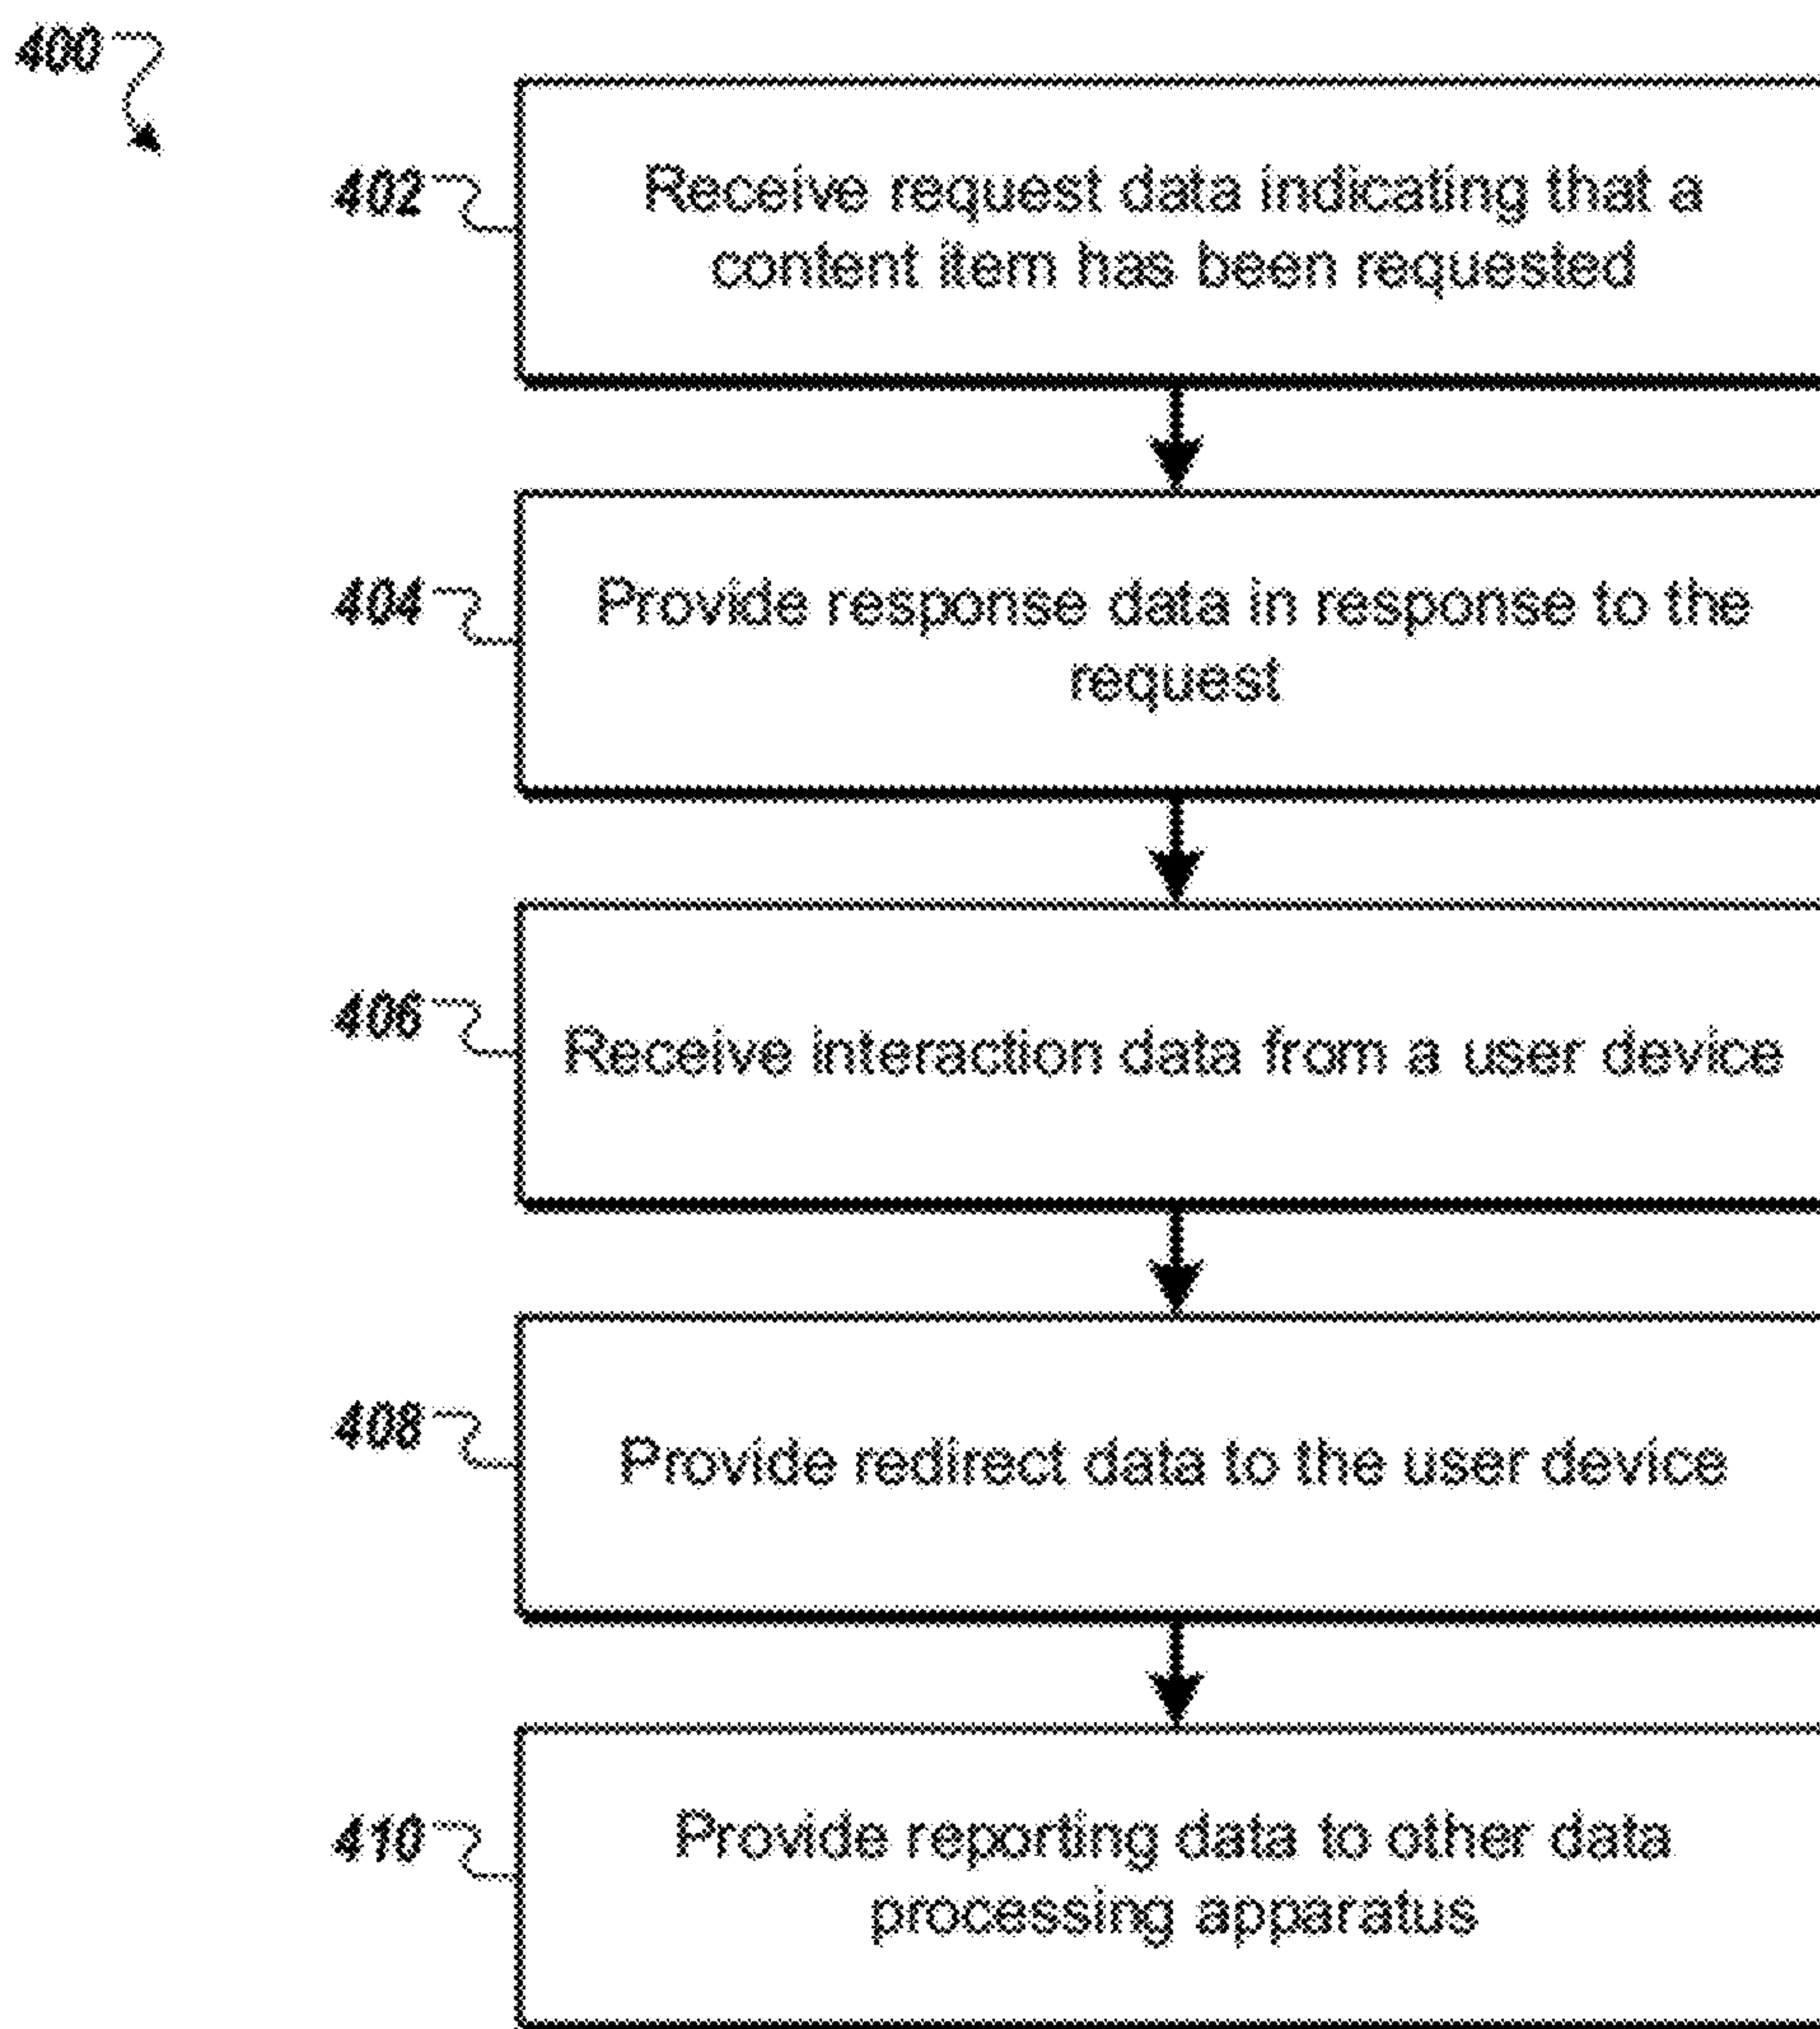 400
402
Receive request data indicating that a
content item has been requested
404
Provide response data in response to the
request
406
Receive interaction data from a user device
408
Provide redirect data to the user device
410
Provide reporting data to other data
processing apparatus